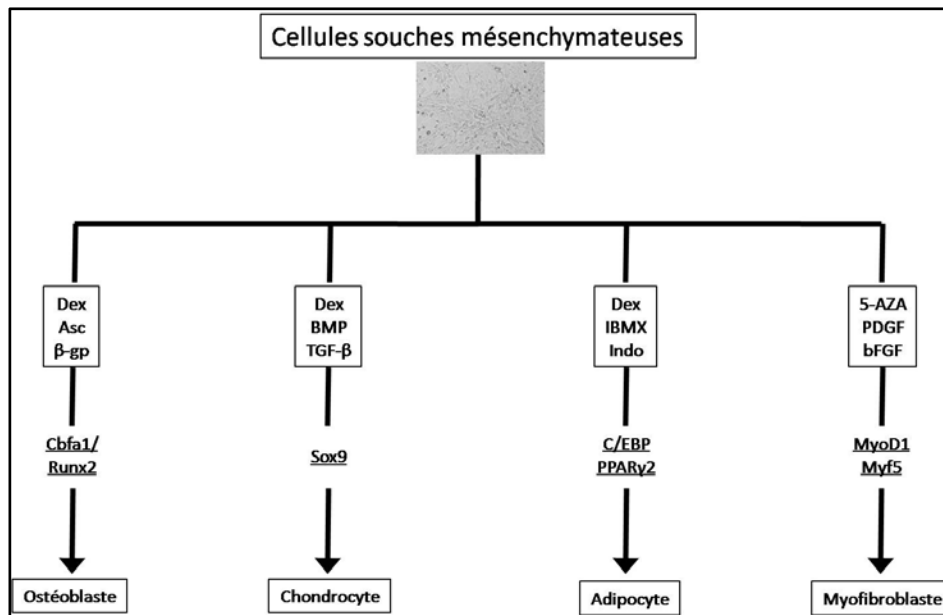 Cellules souches mésenchymateuses
Dex
Asc
β-gp
Dex
BMP
TGF-β
Dex
IBMX
Indo
5-AZA
PDGF
bFGF
Cbfa1/
Runx2
Sox9
C/EBP
PPARγ2
MyoD1
Myf5
Ostéoblaste
Chondrocyte
Adipocyte
Myofibroblaste